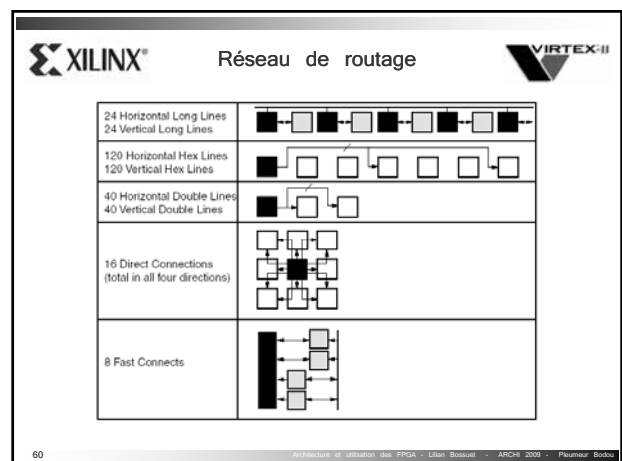 XILINX®
Réseau de routage
VIRTEX-II
24 Horizontal Long Lines
24 Vertical Long Lines
120 Horizontal Hex Lines
120 Vertical Hex Lines
40 Horizontal Double Lines
40 Vertical Double Lines
16 Direct Connections
(total in all four directions)
8 Fast Connects
60
Architecture et utilisation des FPGA - Lilian Bossuet - ARCHI 2009 - Pleumeur Bodou